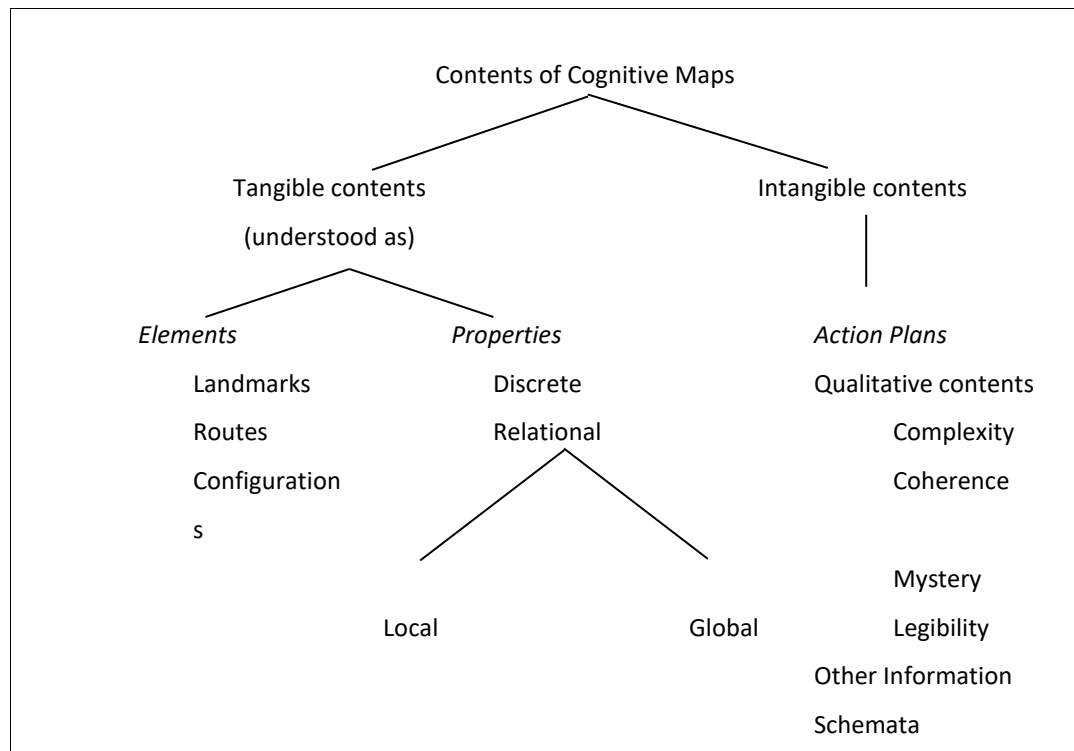 Contents of Cognitive Maps
Tangible contents
(understood as)
Intangible contents
Elements
Landmarks
Routes
Configuration
s
Properties
Discrete
Relational
Local
Global
Action Plans
Qualitative contents
Complexity
Coherence
Mystery
Legibility
Other Information
Schemata